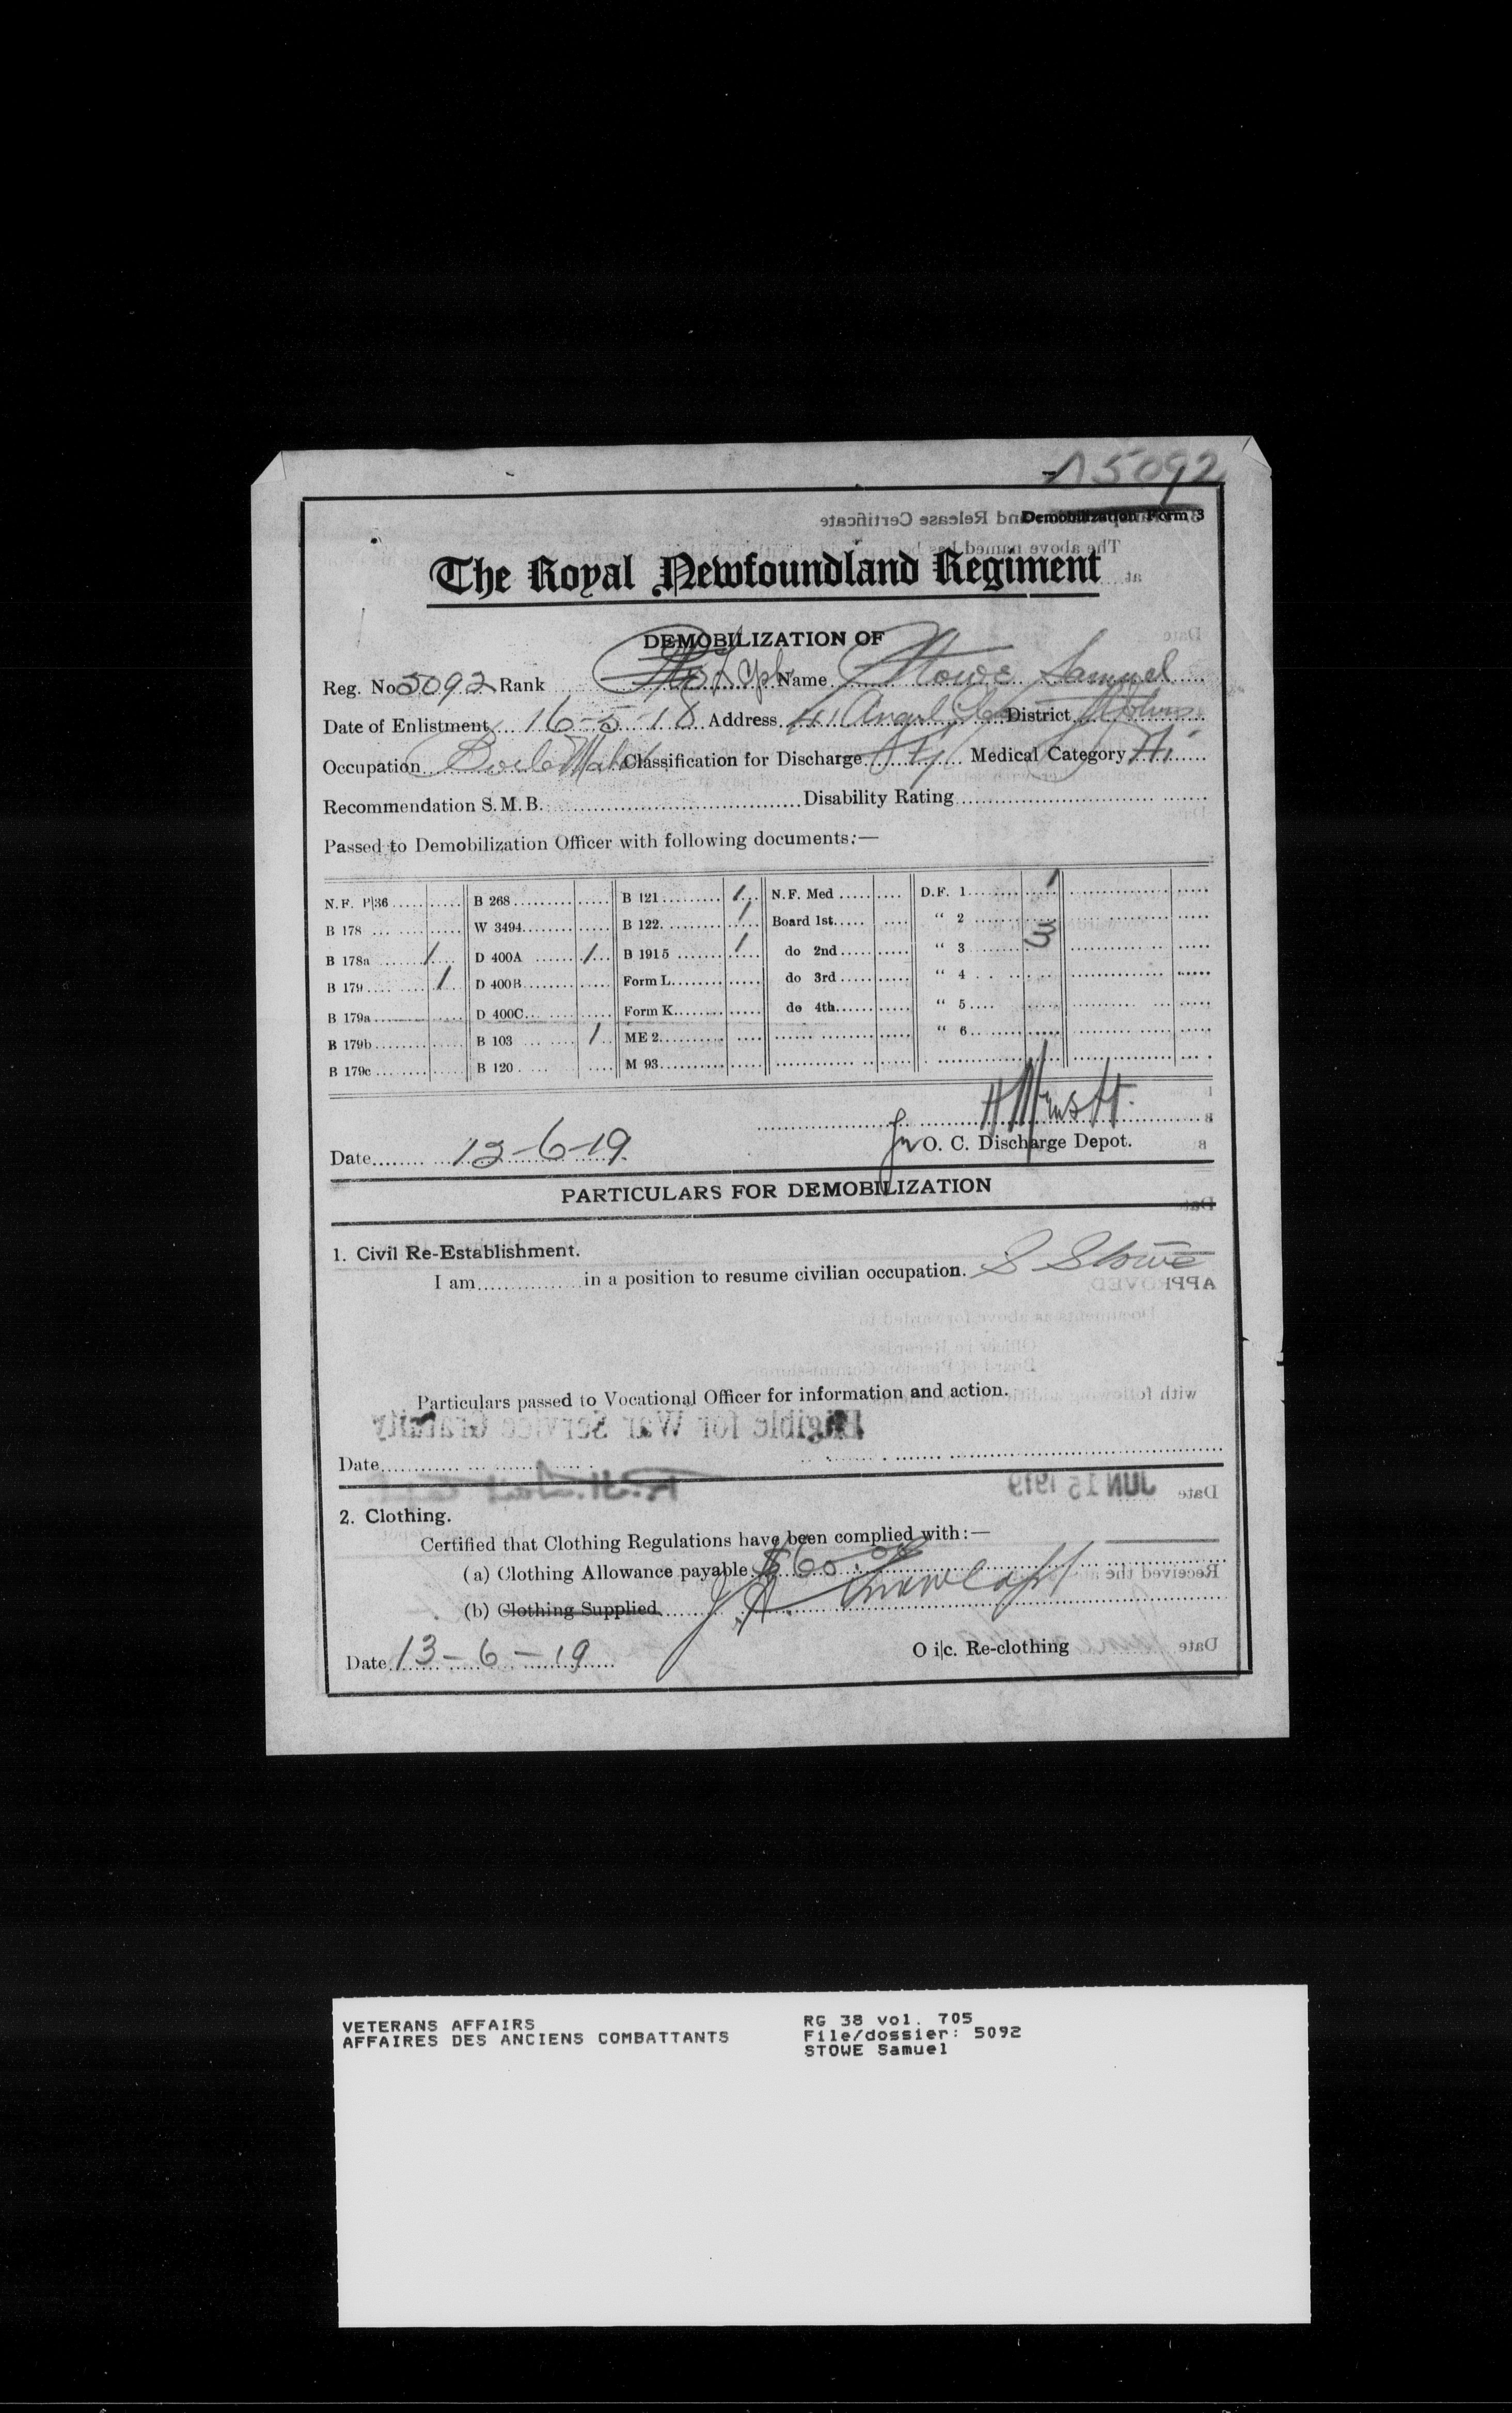 5092
Demobilization Form 3
The Royal Newfoundland Regiment
DEMOBILIZATION OF
Reg. No. 5092 Rank L Cpl Name Stowe Samuel
Date of Enlistment 16-5-18 Address 41 Angel District St Johns
Occupation Classification for Discharge Medical Category
Recommendation S. M. B. Disability Rating
Passed to Demobilization Officer with following documents:—
N. F. P|36 B 268 B 121 1 N.F. Med D.F. 1 1
B 178 W 3494 B 122 1 Board 1st “ 2
B 178a 1 D 400A 1 B 1915 1 do 2nd “ 3 3
B 179 1 D 400B Form L do 3rd “ 4
B 179a D 400C Form K do 4th “ 5
B 179b B 103 1 ME 2 “ 6
B 179c B 120 M 93
Date 12-6-19 for O. C. Discharge Depot.
PARTICULARS FOR DEMOBILIZATION
1. Civil Re-Establishment.
I am in a position to resume civilian occupation. S Stowe
Particulars passed to Vocational Officer for information and action.
Date
2. Clothing.
Certified that Clothing Regulations have been complied with:—
(a) Clothing Allowance payable $60.00
(b) Clothing Supplied
Date 13-6-19 O i|c. Re-clothing
VETERANS AFFAIRS RG 38 vol. 705
AFFAIRES DES ANCIENS COMBATTANTS File/dossier: 5092
STOWE Samuel